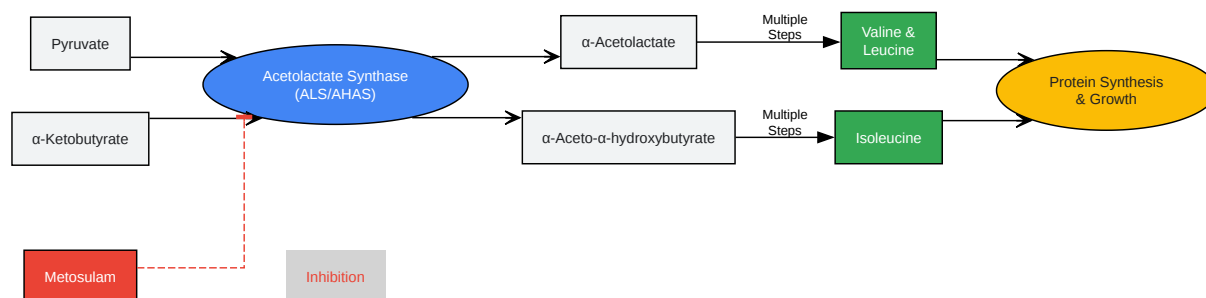 Pyruvate
Acetolactate Synthase
(ALS/AHAS)
α-Acetolactate
Multiple
Steps
Valine &
Leucine
Protein Synthesis
& Growth
α-Ketobutyrate
α-Aceto-α-hydroxybutyrate
Multiple
Steps
Isoleucine
Metosulam
Inhibition